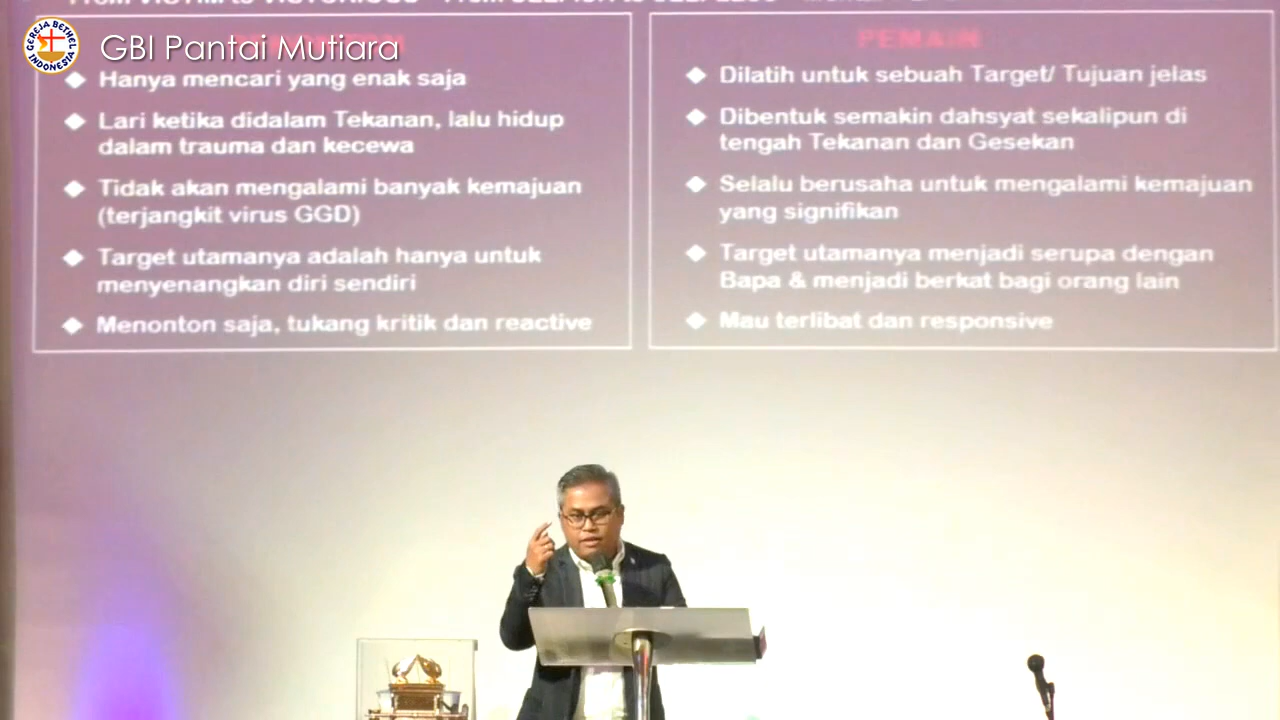 GEREJA BETHEL
INDONESIA
GBI Pantai Mutiara
Hanya mencari yang enak saja
Lari ketika didalam Tekanan, lalu hidup
dalam trauma dan kecewa
Tidak akan mengalami banyak kemajuan
(terjangkit virus GGD)
Target utamanya adalah hanya untuk
menyenangkan diri sendiri
Menonton saja, tukang kritik dan reactive
PEMAIN
Dilatih untuk sebuah Target/ Tujuan jelas
Dibentuk semakin dahsyat sekalipun di
tengah Tekanan dan Gesekan
Selalu berusaha untuk mengalami kemajuan
yang signifikan
Target utamanya menjadi serupa dengan
Bapa & menjadi berkat bagi orang lain
Mau terlibat dan responsive